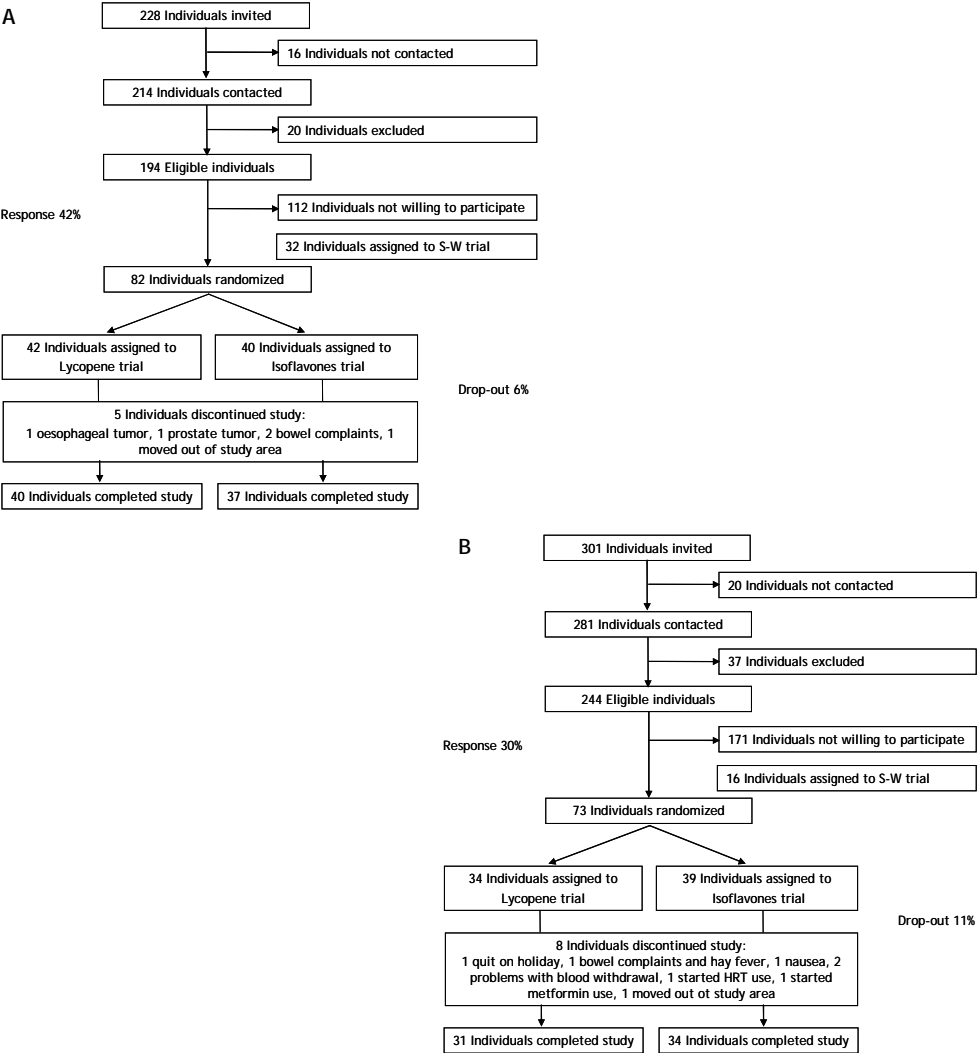 A
228 Individuals invited
16 Individuals not contacted
214 Individuals contacted
20 Individuals excluded
194 Eligible individuals
Response 42%
112 Individuals not willing to participate
32 Individuals assigned to S-W trial
82 Individuals randomized
42 Individuals assigned to
Lycopene trial
40 Individuals assigned to
Isoflavones trial
Drop-out 6%
5 Individuals discontinued study:
1 oesophageal tumor, 1 prostate tumor, 2 bowel complaints, 1
moved out of study area
40 Individuals completed study
37 Individuals completed study
B
301 Individuals invited
20 Individuals not contacted
281 Individuals contacted
37 Individuals excluded
244 Eligible individuals
Response 30%
171 Individuals not willing to participate
16 Individuals assigned to S-W trial
73 Individuals randomized
34 Individuals assigned to
Lycopene trial
39 Individuals assigned to
Isoflavones trial
Drop-out 11%
8 Individuals discontinued study:
1 quit on holiday, 1 bowel complaints and hay fever, 1 nausea, 2
problems with blood withdrawal, 1 started HRT use, 1 started
metformin use, 1 moved out ot study area
31 Individuals completed study
34 Individuals completed study